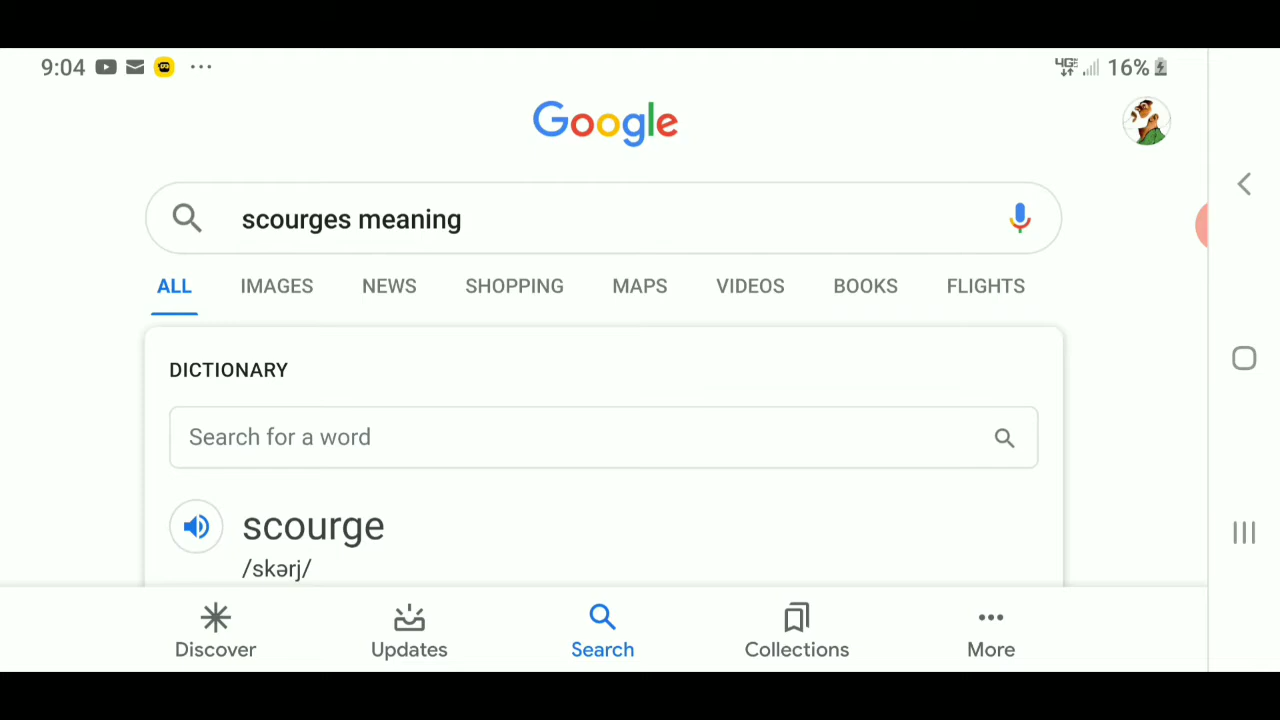 9:04 ... 4GE 16%
Google
scourges meaning
ALL IMAGES NEWS SHOPPING MAPS VIDEOS BOOKS FLIGHTS
DICTIONARY
Search for a word
scourge
/skərj/
Discover Updates Search Collections More